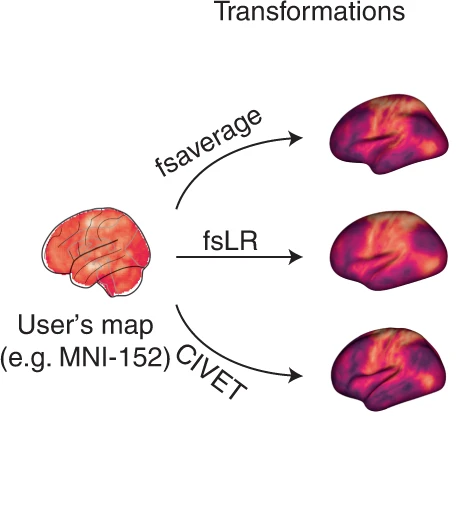 Transformations
fsaverage
fsLR
User's map
(e.g. MNI-152)
CIVET